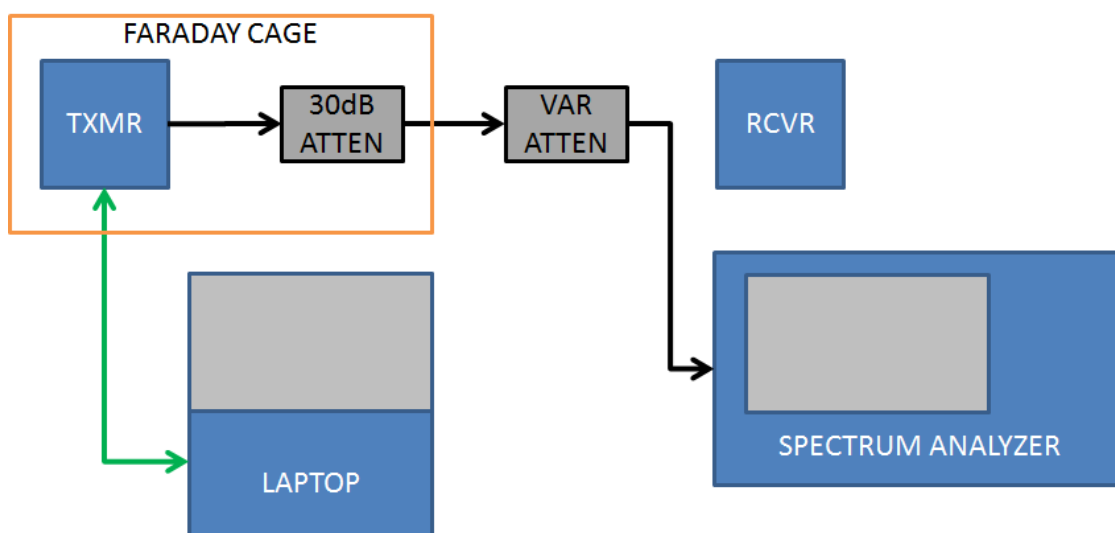 FARADAY CAGE
TXMR
30dB
ATTEN
VAR
ATTEN
RCVR
LAPTOP
SPECTRUM ANALYZER